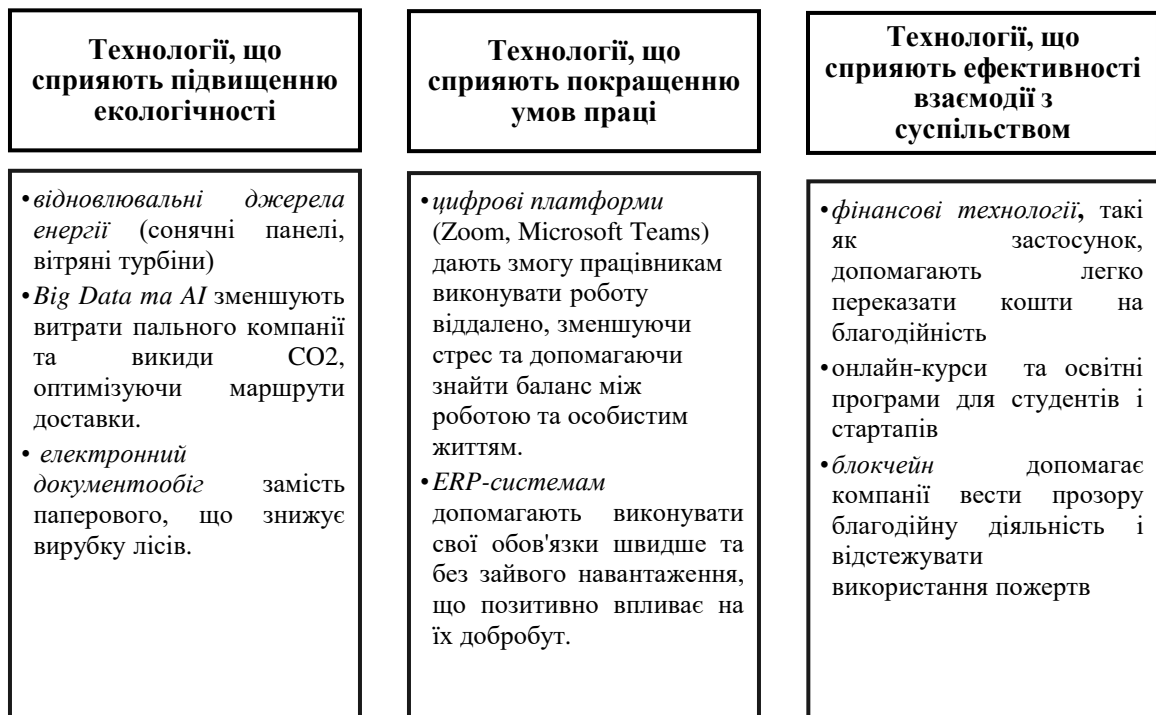 Технології, що
сприяють підвищенню
екологічності
•відновлювальні джерела
енергії (сонячні панелі,
вітряні турбіни)
•Big Data та AI зменшують
витрати пального компанії
та викиди CO2,
оптимізуючи маршрути
доставки.
• електронний
документообіг замість
паперового, що знижує
вирубку лісів.
Технології, що
сприяють покращенню
умов праці
•цифрові платформи
(Zoom, Microsoft Teams)
дають змогу працівникам
виконувати роботу
віддалено, зменшуючи
стрес та допомагаючи
знайти баланс між
роботою та особистим
життям.
•ERP-системам
допомагають виконувати
свої обов'язки швидше та
без зайвого навантаження,
що позитивно впливає на
їх добробут.
Технології, що
сприяють ефективності
взаємодії з
суспільством
•фінансові технології, такі
як застосунок,
допомагають легко
переказати кошти на
благодійність
•онлайн-курси та освітні
програми для студентів і
стартапів
•блокчейн допомагає
компанії вести прозору
благодійну діяльність і
відстежувати
використання пожертв